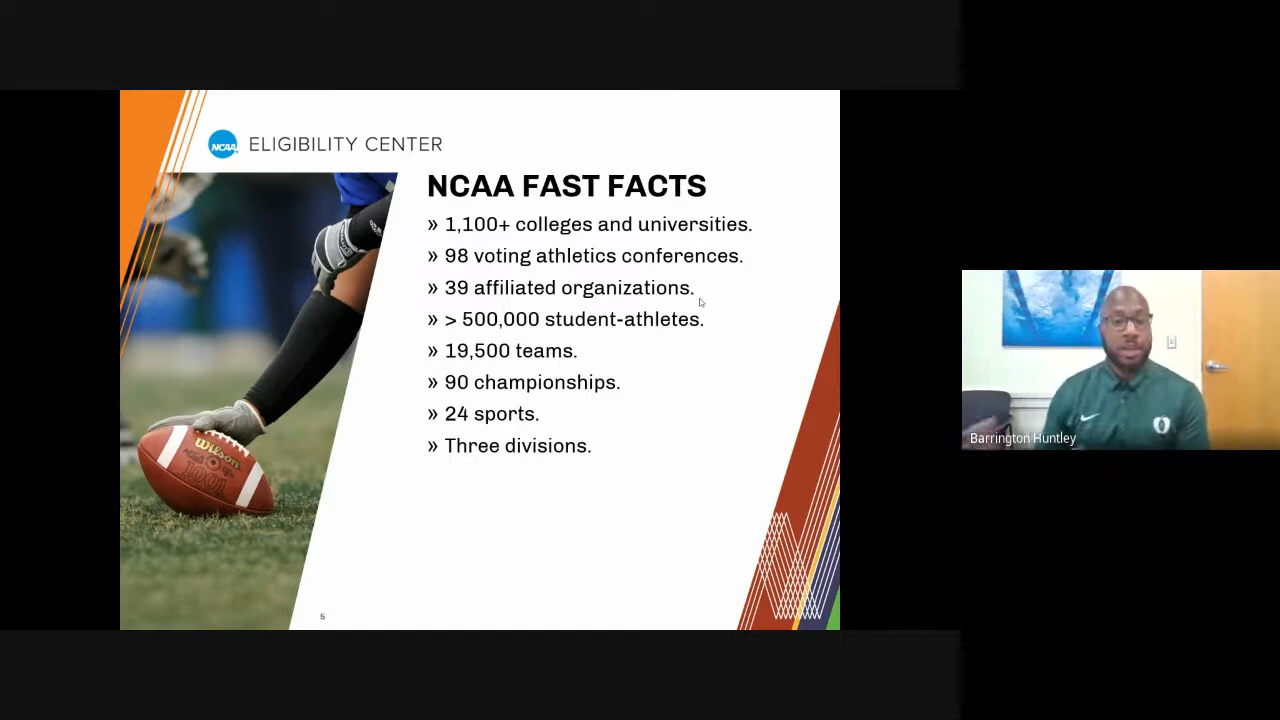 NCAA ELIGIBILITY CENTER
NCAA FAST FACTS
» 1,100+ colleges and universities.
» 98 voting athletics conferences.
» 39 affiliated organizations.
» > 500,000 student-athletes.
» 19,500 teams.
» 90 championships.
» 24 sports.
» Three divisions.
Wilson
1001
5
Barrington Huntley